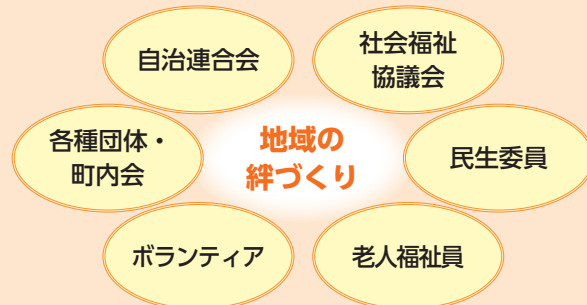 自治連合会
社会福祉
協議会
各種団体・
町内会
地域の
絆づくり
民生委員
ボランティア
老人福祉員